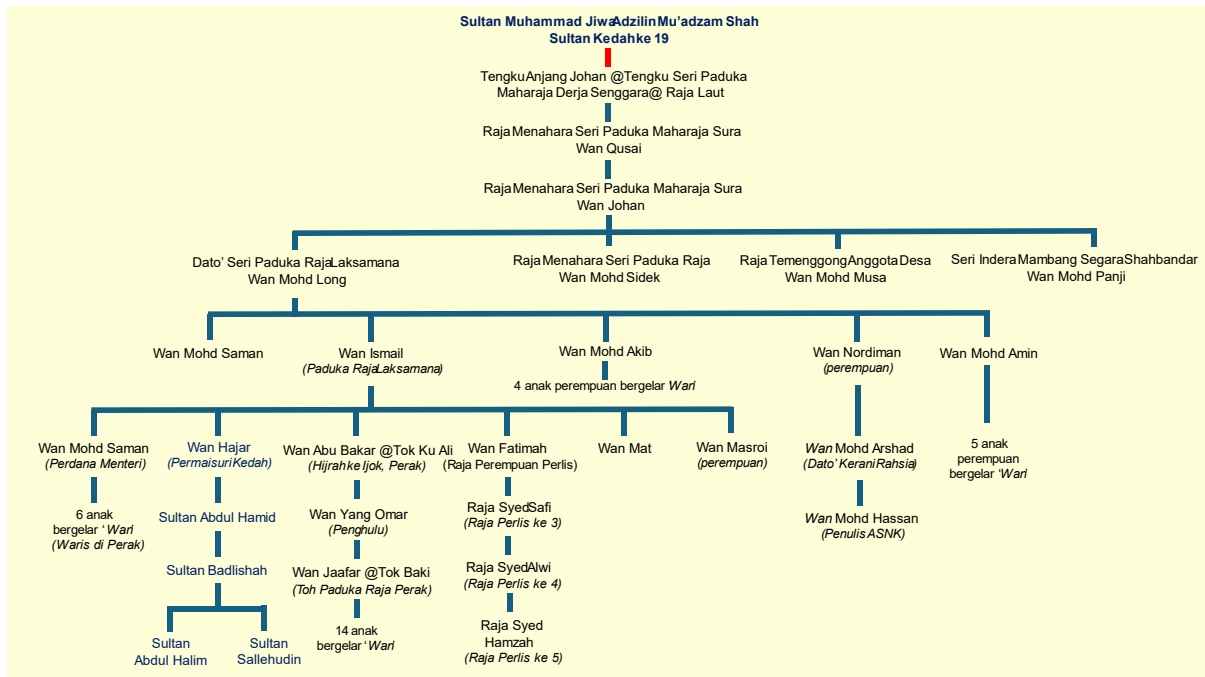 Sultan Muhammad Jiwa Adzilin Mu’adzam Shah
Sultan Kedah ke 19
Tengku Anjang Johan @Tengku Seri Paduka
Maharaja Derja Senggara@ Raja Laut
Raja Menahara Seri Paduka Maharaja Sura
Wan Qusai
Raja Menahara Seri Paduka Maharaja Sura
Wan Johan
Dato’ Seri Paduka Raja Laksamana
Wan Mohd Long
Raja Menahara Seri Paduka Raja
Wan Mohd Sidek
Raja Temenggong Anggota Desa
Wan Mohd Musa
Seri Indera Mambang Segara Shahbandar
Wan Mohd Panji
Wan Mohd Saman
Wan Ismail
(Paduka Raja Laksamana)
Wan Mohd Akib
4 anak perempuan bergelar Wan
Wan Nordiman
(perempuan)
Wan Mohd Amin
5 anak
perempuan
bergelar ‘Wan’
Wan Mohd Saman
(Perdana Menteri)
6 anak
bergelar ‘Wan’
(Waris di Perak)
Wan Hajar
(Permaisuri Kedah)
Sultan Abdul Hamid
Sultan Badlishah
Sultan
Abdul Halim
Sultan
Sallehudin
Wan Abu Bakar @Tok Ku Ali
(Hijrah ke Ijok, Perak)
Wan Yang Omar
(Penghulu)
Wan Jaafar @Tok Baki
(Toh Paduka Raja Perak)
14 anak
bergelar ‘Wan’
Wan Fatimah
(Raja Perempuan Perlis)
Raja Syed Safi
(Raja Perlis ke 3)
Raja Syed Alwi
(Raja Perlis ke 4)
Raja Syed
Hamzah
(Raja Perlis ke 5)
Wan Mat
Wan Masroi
(perempuan)
Wan Mohd Arshad
(Dato’ Kerani Rahsia)
Wan Mohd Hassan
(Penulis ASNK)